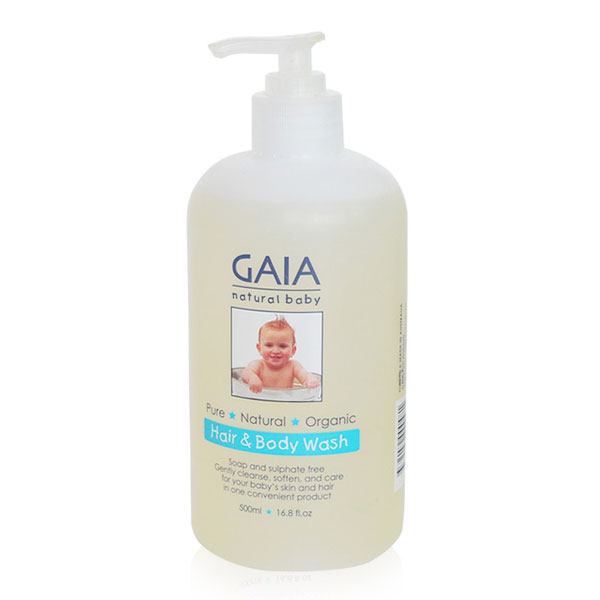 GAIA
natural baby
Pure ★ Natural ★ Organic
Hair & Body Wash
Soap and sulphate free
Gently cleanse, soften, and care
for your baby's skin and hair
in one convenient product
500ml ★ 16.8 fl.oz